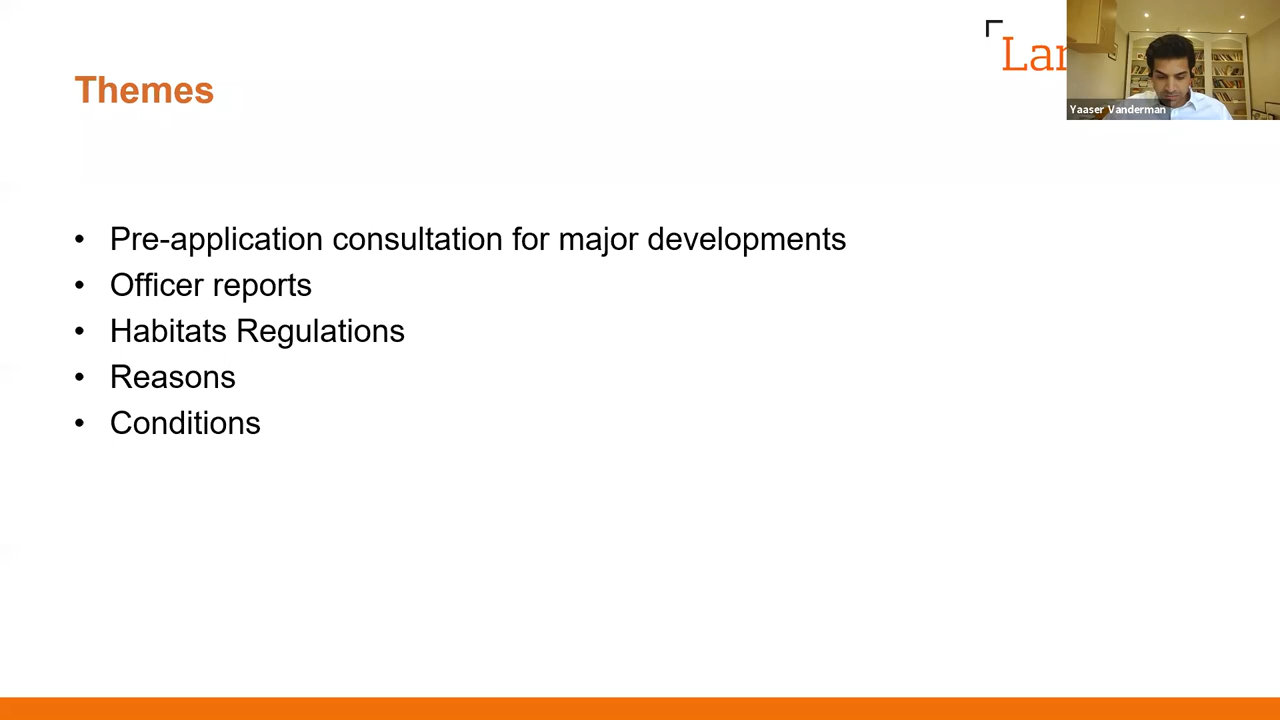 Themes
Lan
Yaaser Vanderman
• Pre-application consultation for major developments
• Officer reports
• Habitats Regulations
• Reasons
• Conditions